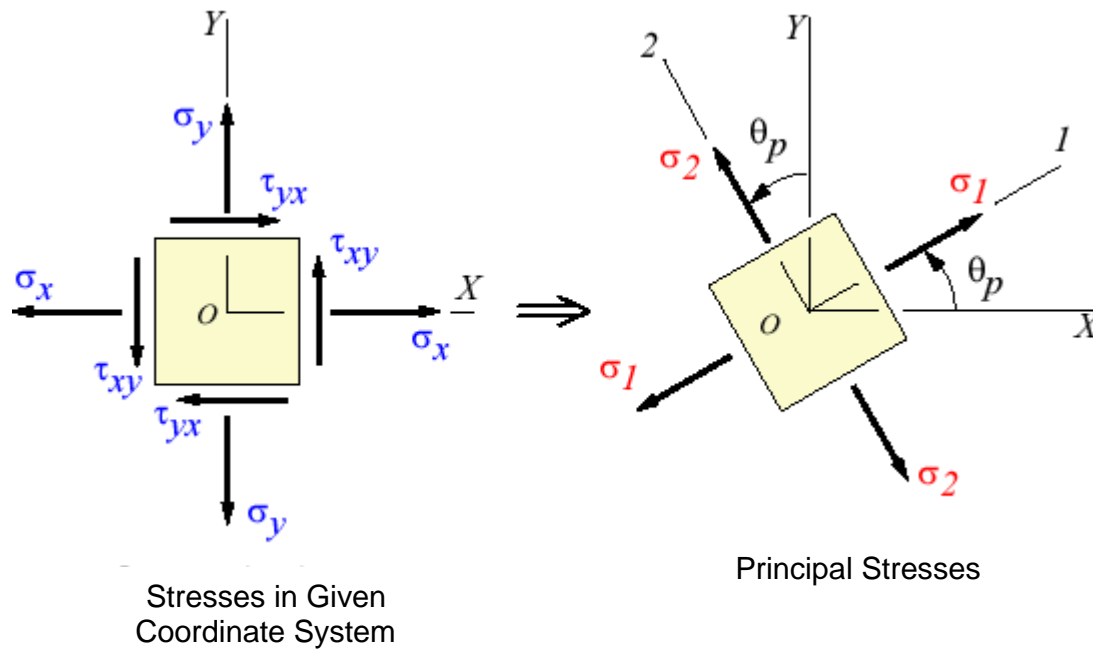 Y
σy
τyx
τxy
σx
X
O
σx
τxy
τyx
σy
Stresses in Given
Coordinate System
Y
2
θp
1
σ2
σ1
θp
O
X
σ1
σ2
Principal Stresses